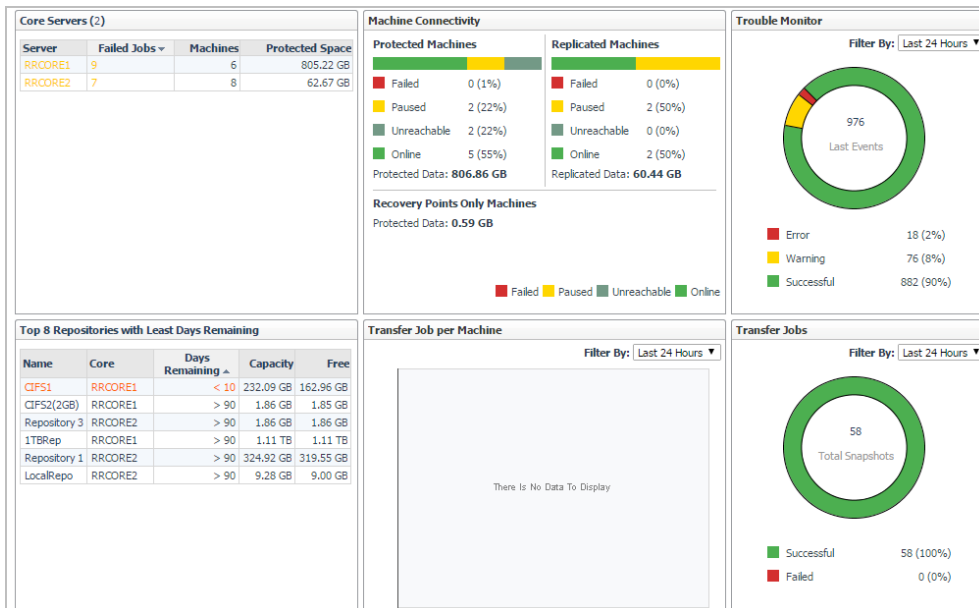 Core Servers (2)
Server Failed Jobs Machines Protected Space
RRCORE1 9 6 805.22 GB
RRCORE2 7 8 62.67 GB
Machine Connectivity
Protected Machines
Failed 0 (1%)
Paused 2 (22%)
Unreachable 2 (22%)
Online 5 (55%)
Protected Data: 806.86 GB
Replicated Machines
Failed 0 (0%)
Paused 2 (50%)
Unreachable 0 (0%)
Online 2 (50%)
Replicated Data: 60.44 GB
Recovery Points Only Machines
Protected Data: 0.59 GB
Failed Paused Unreachable Online
Trouble Monitor
Filter By: Last 24 Hours
976
Last Events
Error 18 (2%)
Warning 76 (8%)
Successful 882 (90%)
Top 8 Repositories with Least Days Remaining
Name Core Days Remaining Capacity Free
CIFS1 RRCORE1 < 10 232.09 GB 162.96 GB
CIFS2(2GB) RRCORE1 > 90 1.86 GB 1.85 GB
Repository 3 RRCORE2 > 90 1.86 GB 1.86 GB
1TBRep RRCORE1 > 90 1.11 TB 1.11 TB
Repository 1 RRCORE2 > 90 324.92 GB 319.55 GB
LocalRepo RRCORE2 > 90 9.28 GB 9.00 GB
Transfer Job per Machine
Filter By: Last 24 Hours
There Is No Data To Display
Transfer Jobs
Filter By: Last 24 Hours
58
Total Snapshots
Successful 58 (100%)
Failed 0 (0%)